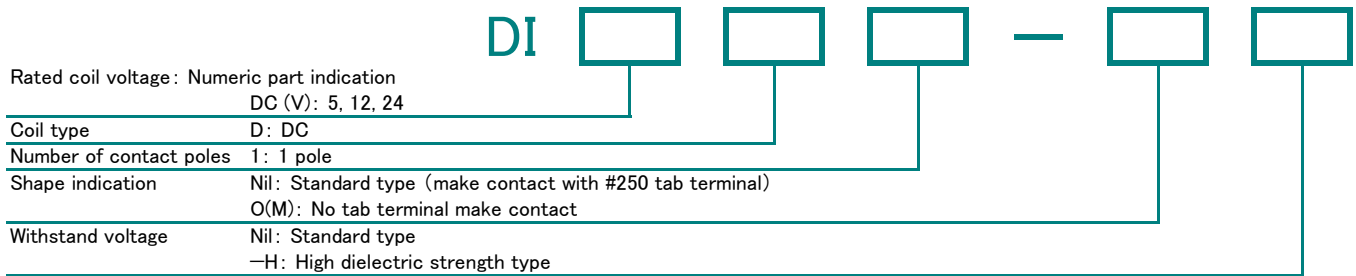 DI －
Rated coil voltage: Numeric part indication
DC (V): 5, 12, 24
Coil type D: DC
Number of contact poles 1: 1 pole
Shape indication Nil: Standard type (make contact with #250 tab terminal)
O(M): No tab terminal make contact
Withstand voltage Nil: Standard type
－H: High dielectric strength type